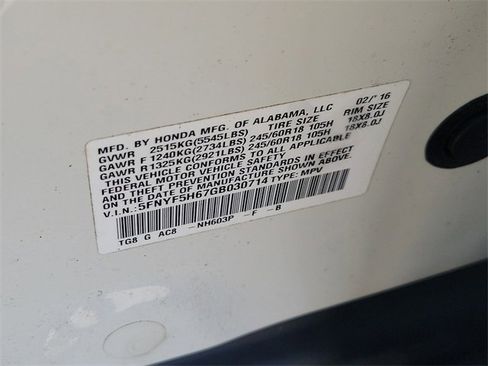 MFD. BY HONDA MFG. OF ALABAMA, LLC 02/'16
GVWR 2515KG(5545LBS) TIRE SIZE RIM SIZE
GAWR F 1240KG(2734LBS) 245/60R18 105H 18X8.0J
GAWR R 1325KG(2921LBS) 245/60R18 105H 18X8.0J
THIS VEHICLE CONFORMS TO ALL APPLICABLE
FEDERAL MOTOR VEHICLE SAFETY STANDARDS
AND THEFT PREVENTION STANDARD IN EFFECT
ON THE DATE OF MANUFACTURE SHOWN ABOVE.
V.I.N.: 5FNYF5H67GB030714 TYPE: MPV
TG8 G AC8 -NH603P -F -B